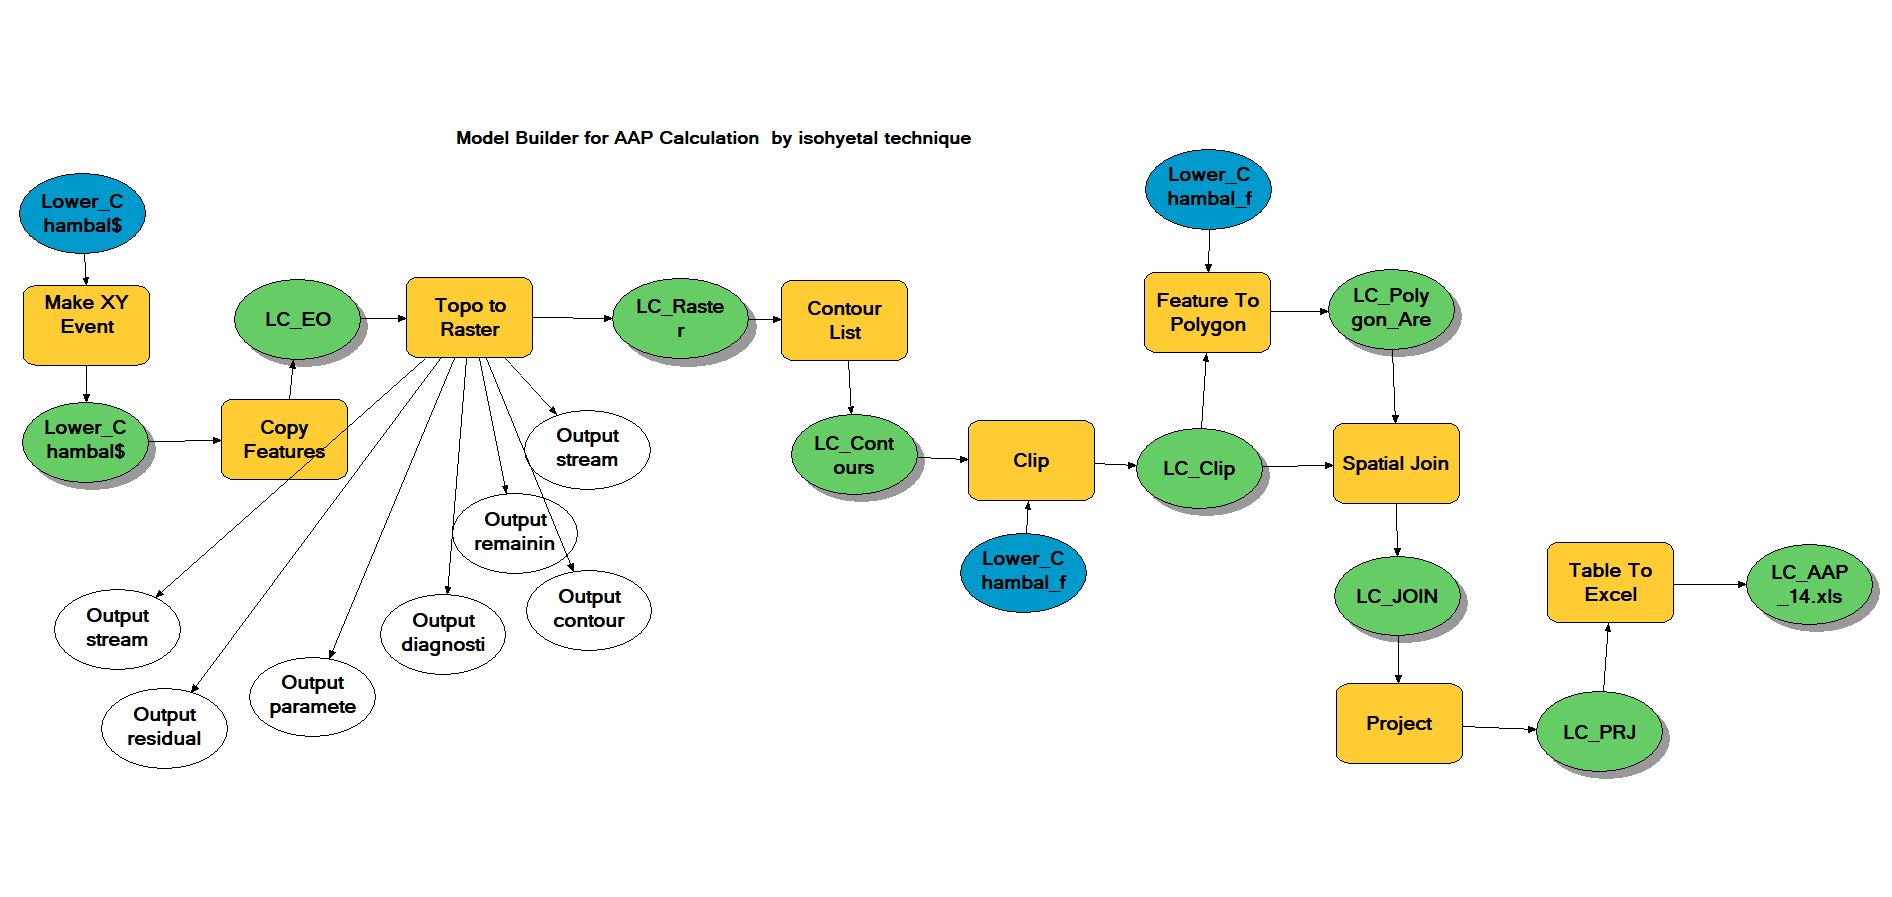 Model Builder for AAP Calculation  by isohyetal technique
Lower_C
hambal$
Make XY
Event
Lower_C
hambal$
Copy
Features
LC_EO
Topo to
Raster
Output
stream
Output
residual
Output
paramete
Output
diagnosti
Output
remainin
Output
contour
Output
stream
LC_Raste
r
Contour
List
LC_Cont
ours
Clip
Lower_C
hambal_f
LC_Clip
Lower_C
hambal_f
Feature To
Polygon
LC_Poly
gon_Are
Spatial Join
LC_JOIN
Project
LC_PRJ
Table To
Excel
LC_AAP
_14.xls